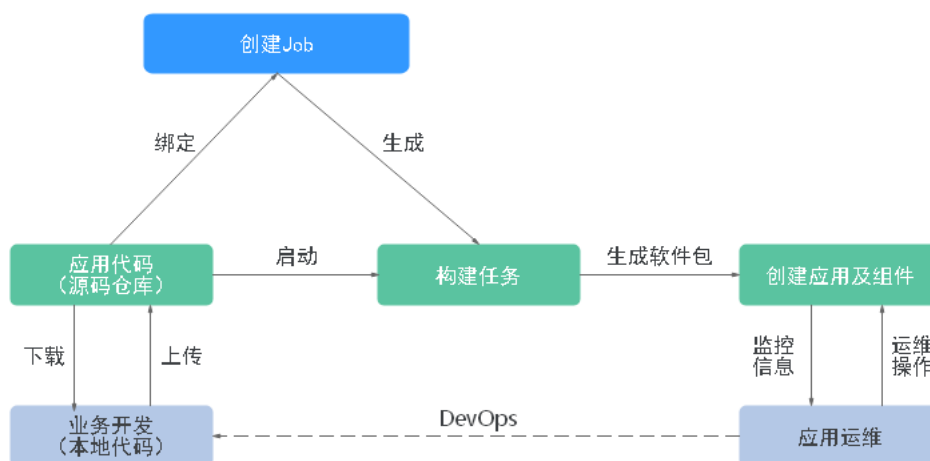 创建Job
绑定
生成
应用代码
（源码仓库）
启动
构建任务
生成软件包
创建应用及组件
下载
上传
监控
信息
运维
操作
业务开发
（本地代码）
DevOps
应用运维